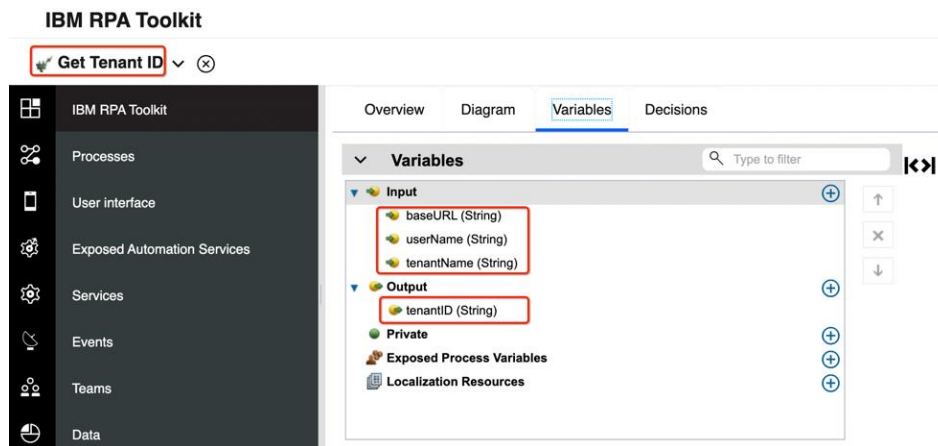 IBM RPA Toolkit
Get Tenant ID
IBM RPA Toolkit
Processes
User interface
Exposed Automation Services
Services
Events
Teams
Data
Overview Diagram Variables Decisions
Variables Type to filter
Input
baseURL (String)
userName (String)
tenantName (String)
Output
tenantID (String)
Private
Exposed Process Variables
Localization Resources